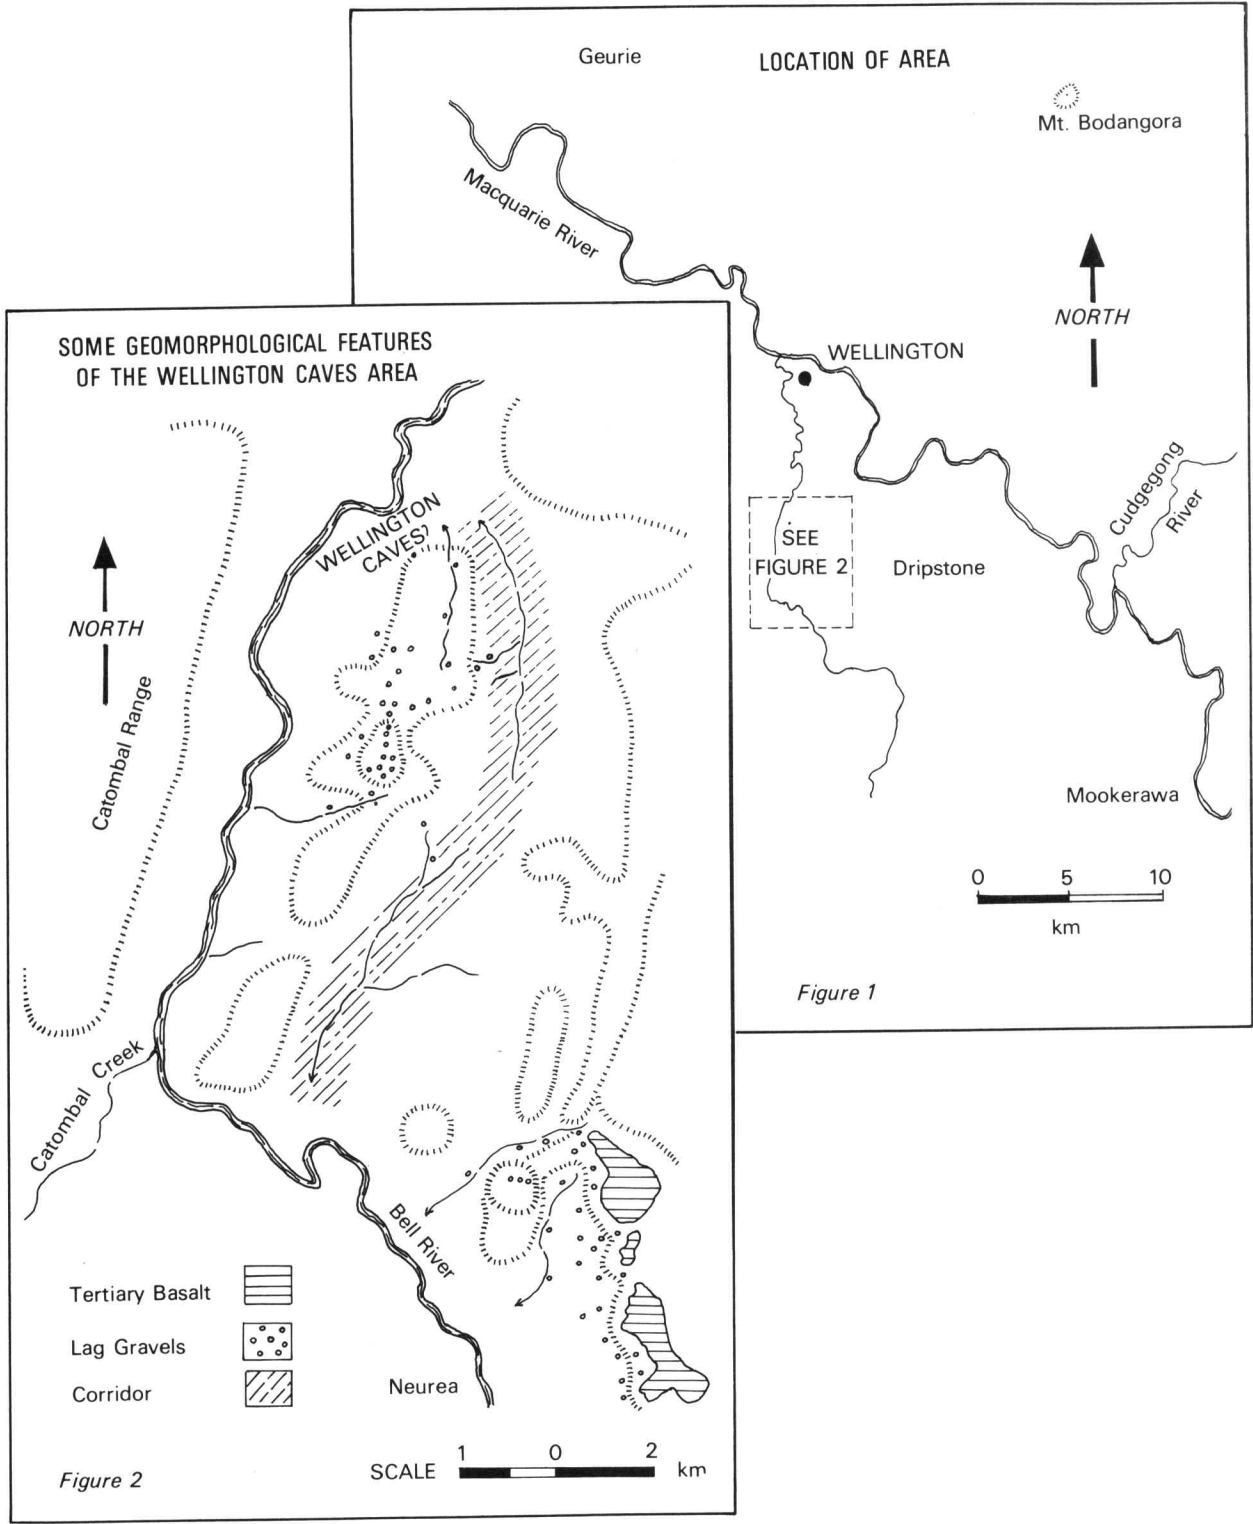 Geurie
LOCATION OF AREA
Mt. Bodangora
Macquarie River
NORTH
WELLINGTON
Cudgegong
River
SEE
FIGURE 2
Dripstone
Mookerawa
0 5 10
km
Figure 1
SOME GEOMORPHOLOGICAL FEATURES
OF THE WELLINGTON CAVES AREA
WELLINGTON
CAVES
NORTH
Catombal Range
Catombal Creek
Bell River
Tertiary Basalt
Lag Gravels
Corridor
Neurea
1 0 2
SCALE km
Figure 2